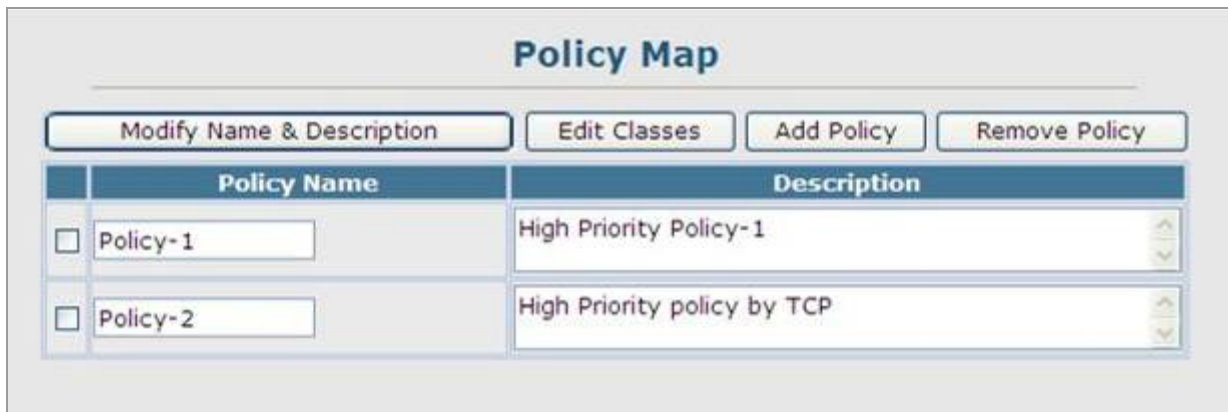 Policy Map
Modify Name & Description Edit Classes Add Policy Remove Policy
Policy Name Description
Policy-1 High Priority Policy-1
Policy-2 High Priority policy by TCP